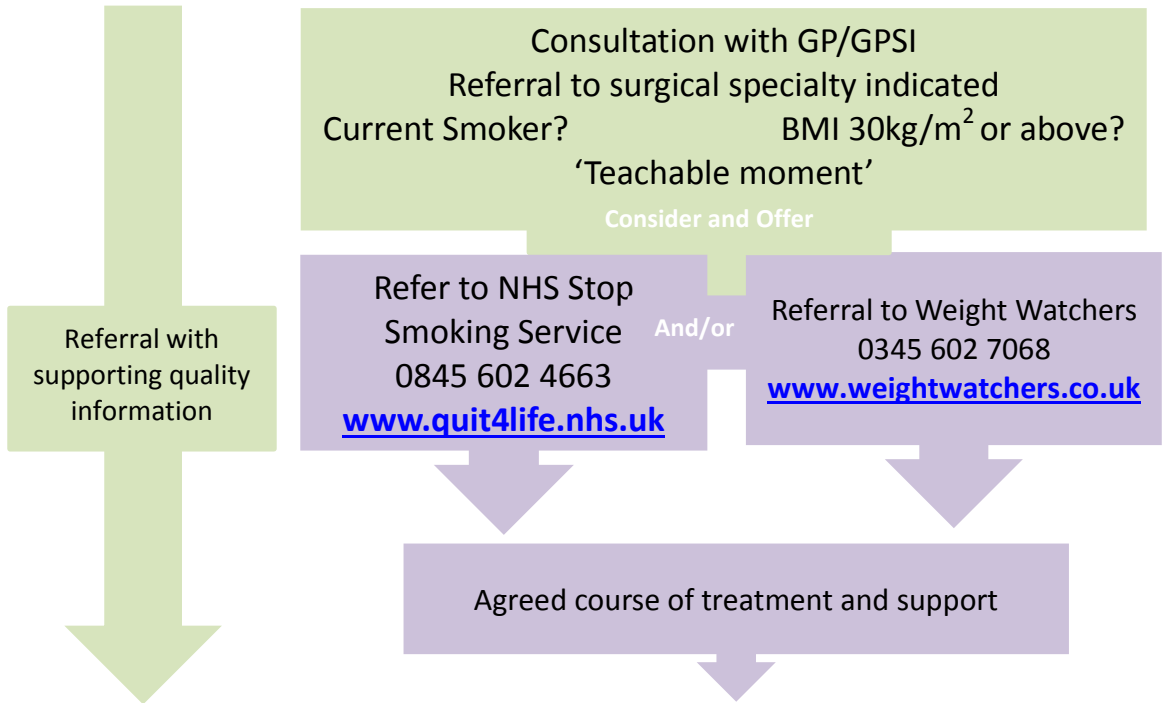 Consultation with GP/GPSI
Referral to surgical specialty indicated
Current Smoker? BMI 30kg/m² or above?
‘Teachable moment’
Consider and Offer
Referral with
supporting quality
information
Refer to NHS Stop
Smoking Service
0845 602 4663
www.quit4life.nhs.uk
And/or
Referral to Weight Watchers
0345 602 7068
www.weightwatchers.co.uk
Agreed course of treatment and support